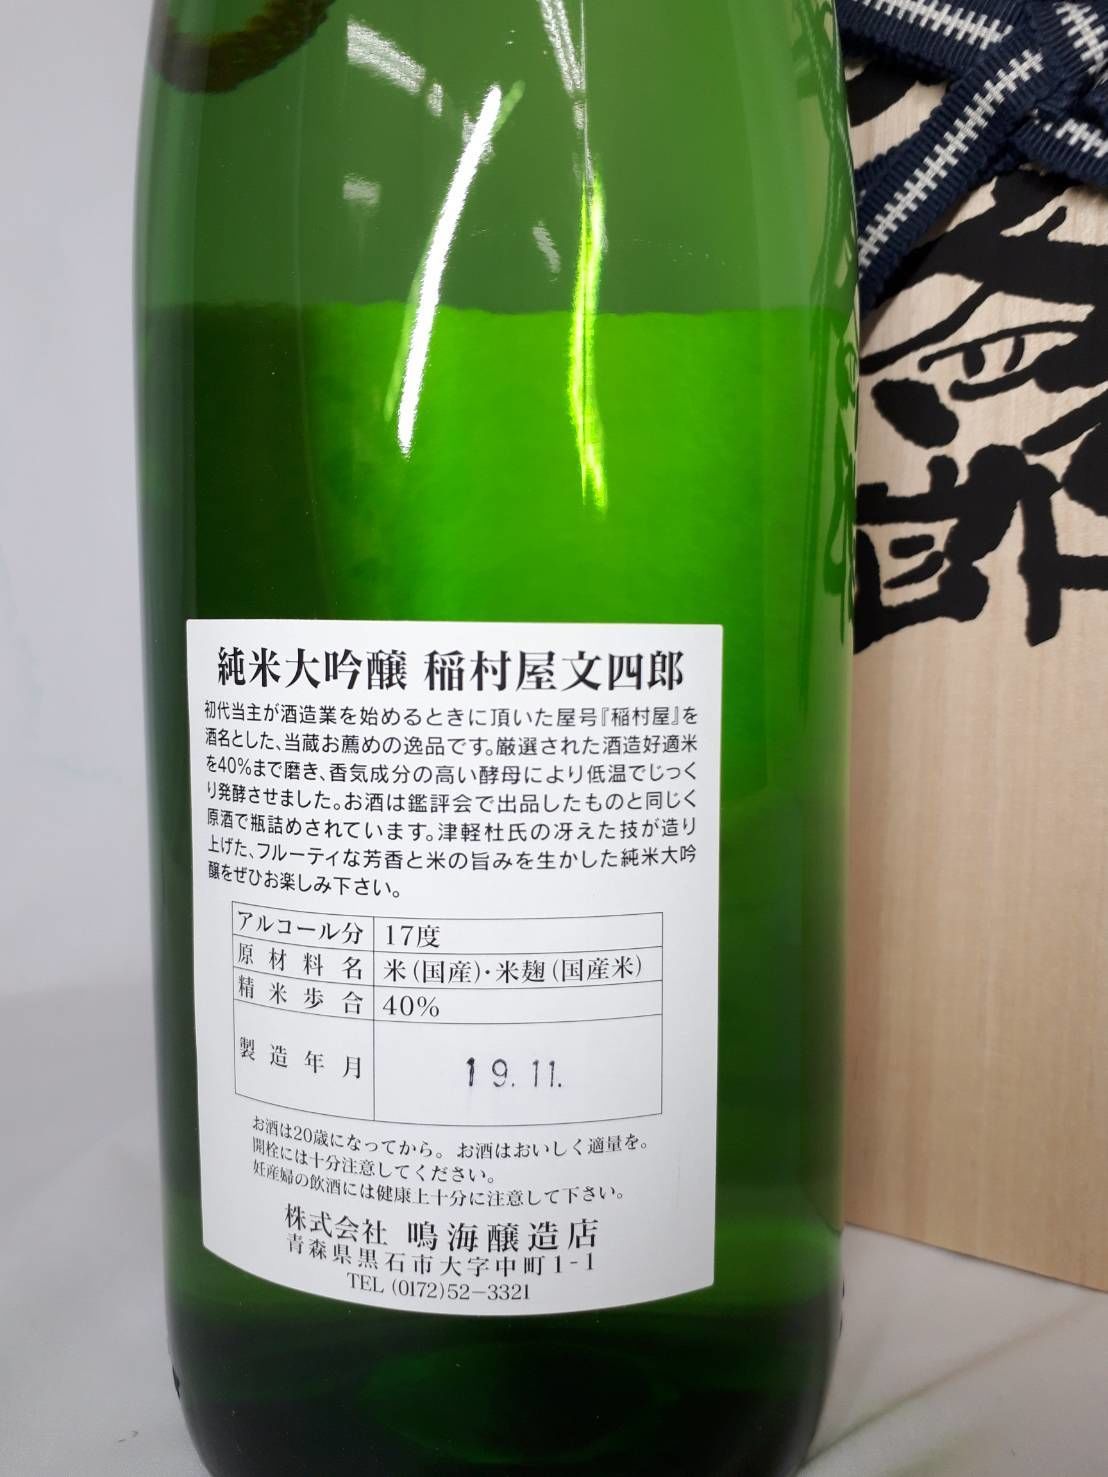 純米大吟醸 稲村屋文四郎
初代当主が酒造業を始めるときに頂いた屋号『稲村屋』を
酒名とした、当蔵お薦めの逸品です。厳選された酒造好適米
を40%まで磨き、香気成分の高い酵母により低温でじっく
り発酵させました。お酒は鑑評会で出品したものと同じく
原酒で瓶詰めされています。津軽杜氏の冴えた技が造り
上げた、フルーティな芳香と米の旨みを生かした純米大吟
醸をぜひお楽しみ下さい。
アルコール分 17度
原材料名 米(国産)・米麹(国産米)
精米歩合 40%
製造年月 19.11.
お酒は20歳になってから。お酒はおいしく適量を。
開栓には十分注意してください。
妊産婦の飲酒には健康上十分に注意して下さい。
株式会社 鳴海醸造店
青森県黒石市大字中町1-1
TEL (0172)52-3321